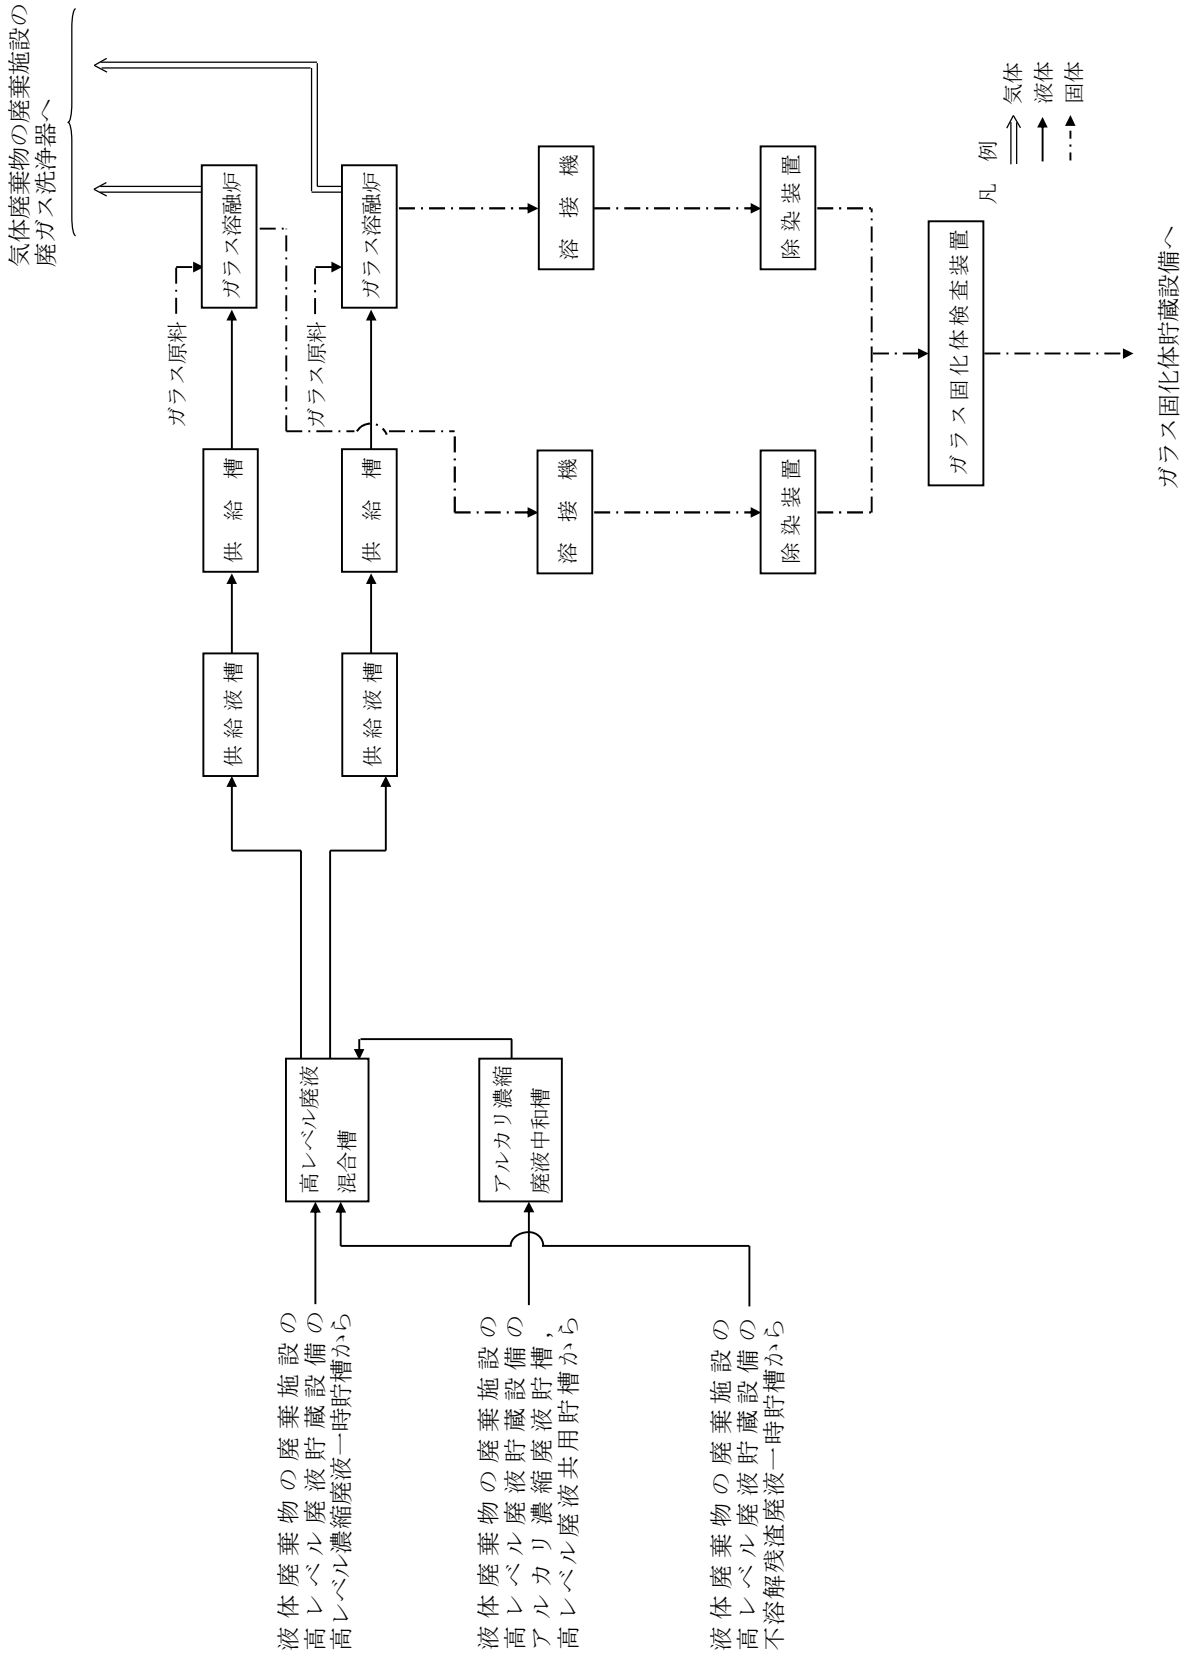 気体廃棄物の廃棄施設の
廃ガス洗浄器へ
液体廃棄物の廃棄施設の
高レベル廃液貯蔵設備の
高レベル濃縮廃液一時貯槽から
高レベル廃液
混合槽
供給液槽
供給槽
ガラス原料
ガラス溶融炉
供給液槽
供給槽
ガラス原料
ガラス溶融炉
液体廃棄物の廃棄施設の
高レベル廃液貯蔵設備の
アルカリ濃縮廃液貯槽，
高レベル廃液共用貯槽から
アルカリ濃縮
廃液中和槽
溶接機
溶接機
液体廃棄物の廃棄施設の
高レベル廃液貯蔵設備の
不溶解残渣廃液一時貯槽から
除染装置
除染装置
ガラス固化体検査装置
凡例
気体
液体
固体
ガラス固化体貯蔵設備へ